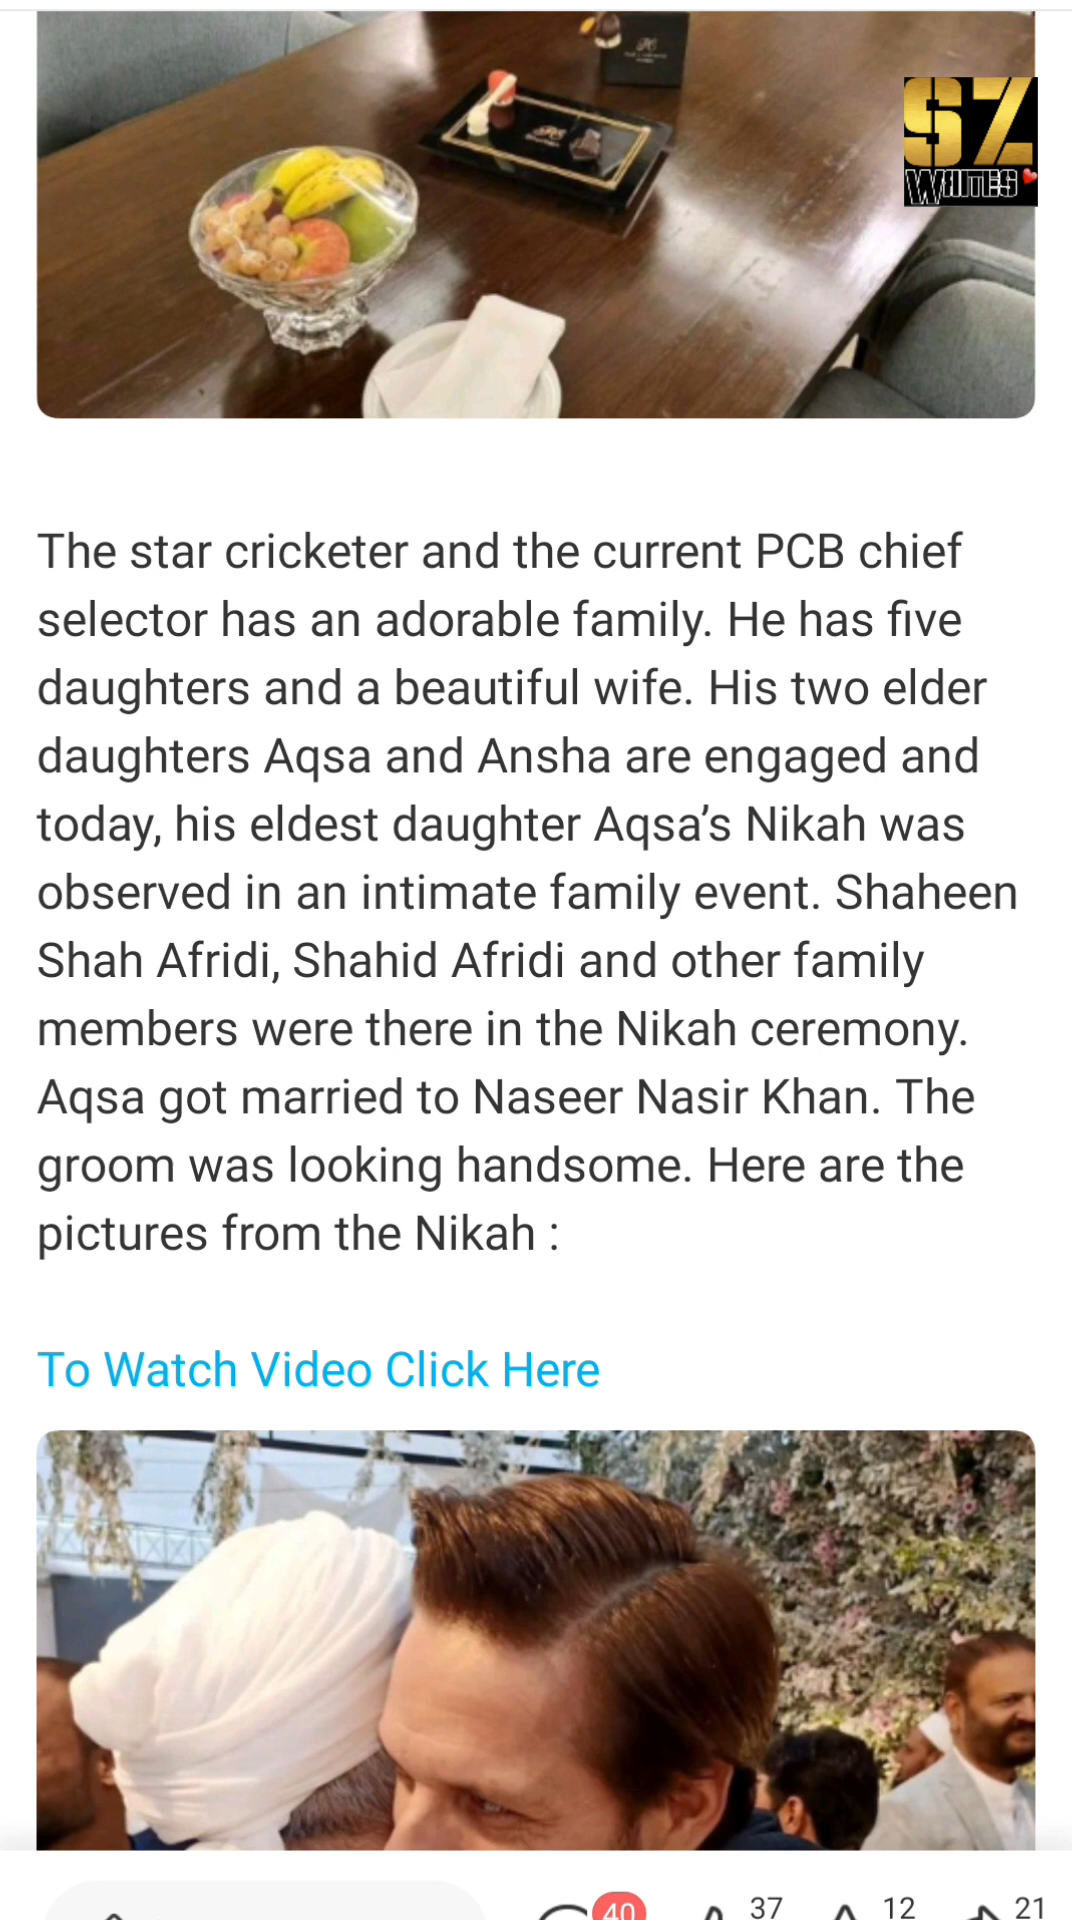 SZ
WRITES
The star cricketer and the current PCB chief
selector has an adorable family. He has five
daughters and a beautiful wife. His two elder
daughters Aqsa and Ansha are engaged and
today, his eldest daughter Aqsa’s Nikah was
observed in an intimate family event. Shaheen
Shah Afridi, Shahid Afridi and other family
members were there in the Nikah ceremony.
Aqsa got married to Naseer Nasir Khan. The
groom was looking handsome. Here are the
pictures from the Nikah :
To Watch Video Click Here
40 37 12 21